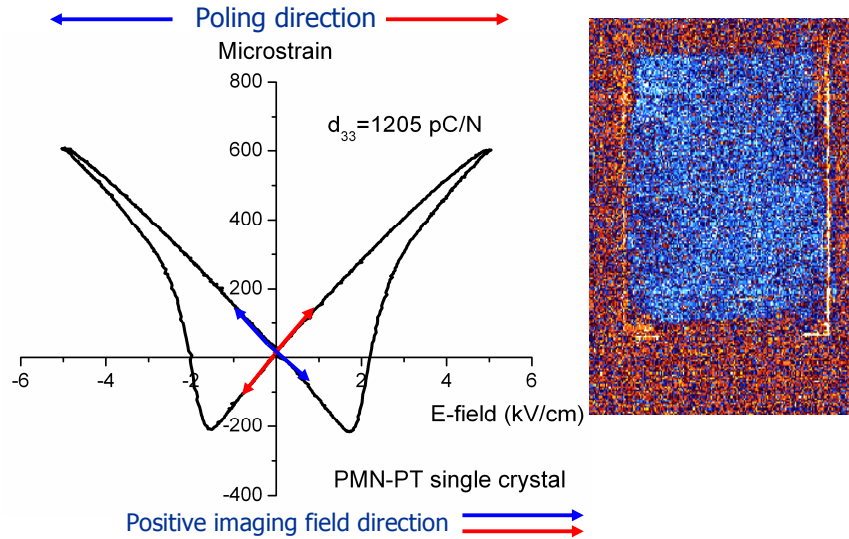 Poling direction
Microstrain
800
d33=1205 pC/N
600
400
200
-6
-4
-2
0
2
4
6
E-field (kV/cm)
-200
PMN-PT single crystal
-400
Positive imaging field direction